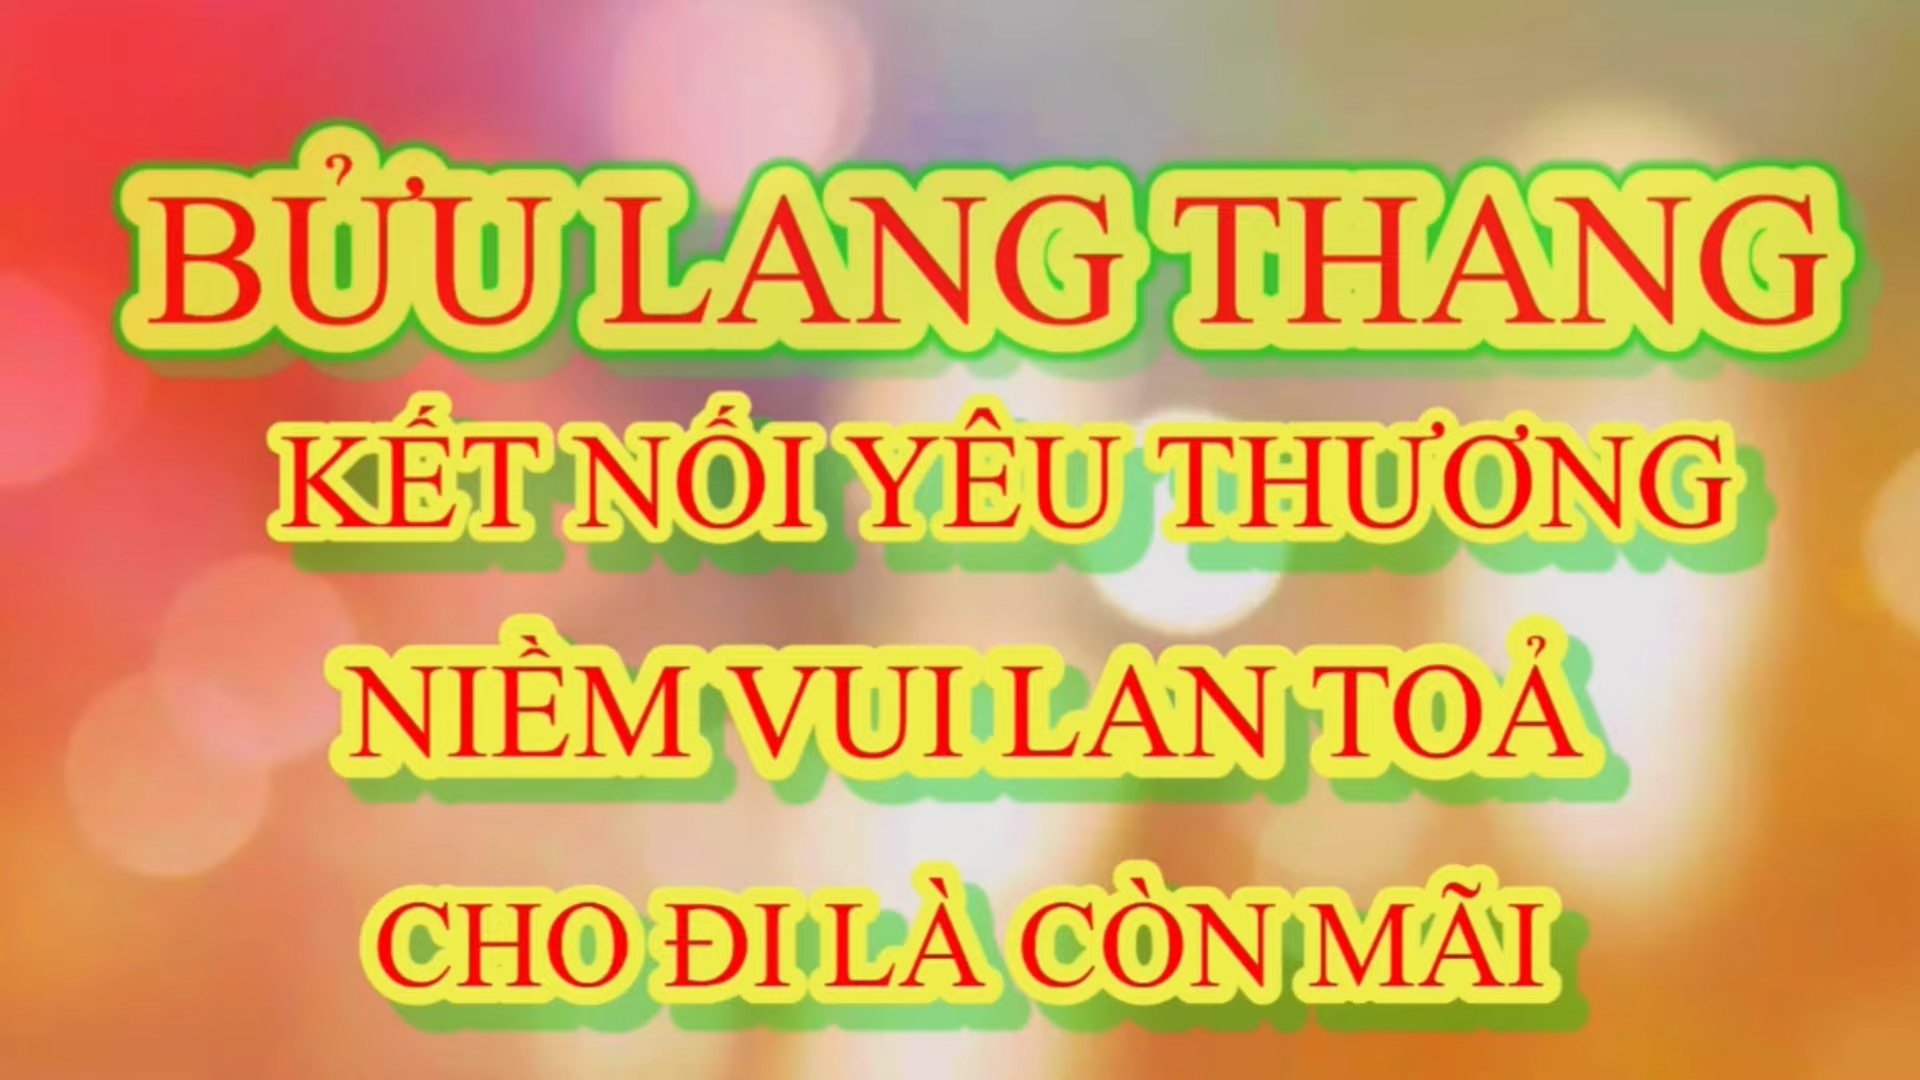 BỬU LANG THANG
KẾT NỐI YÊU THƯƠNG
NIỀM VUI LAN TOẢ
CHO ĐI LÀ CÒN MÃI